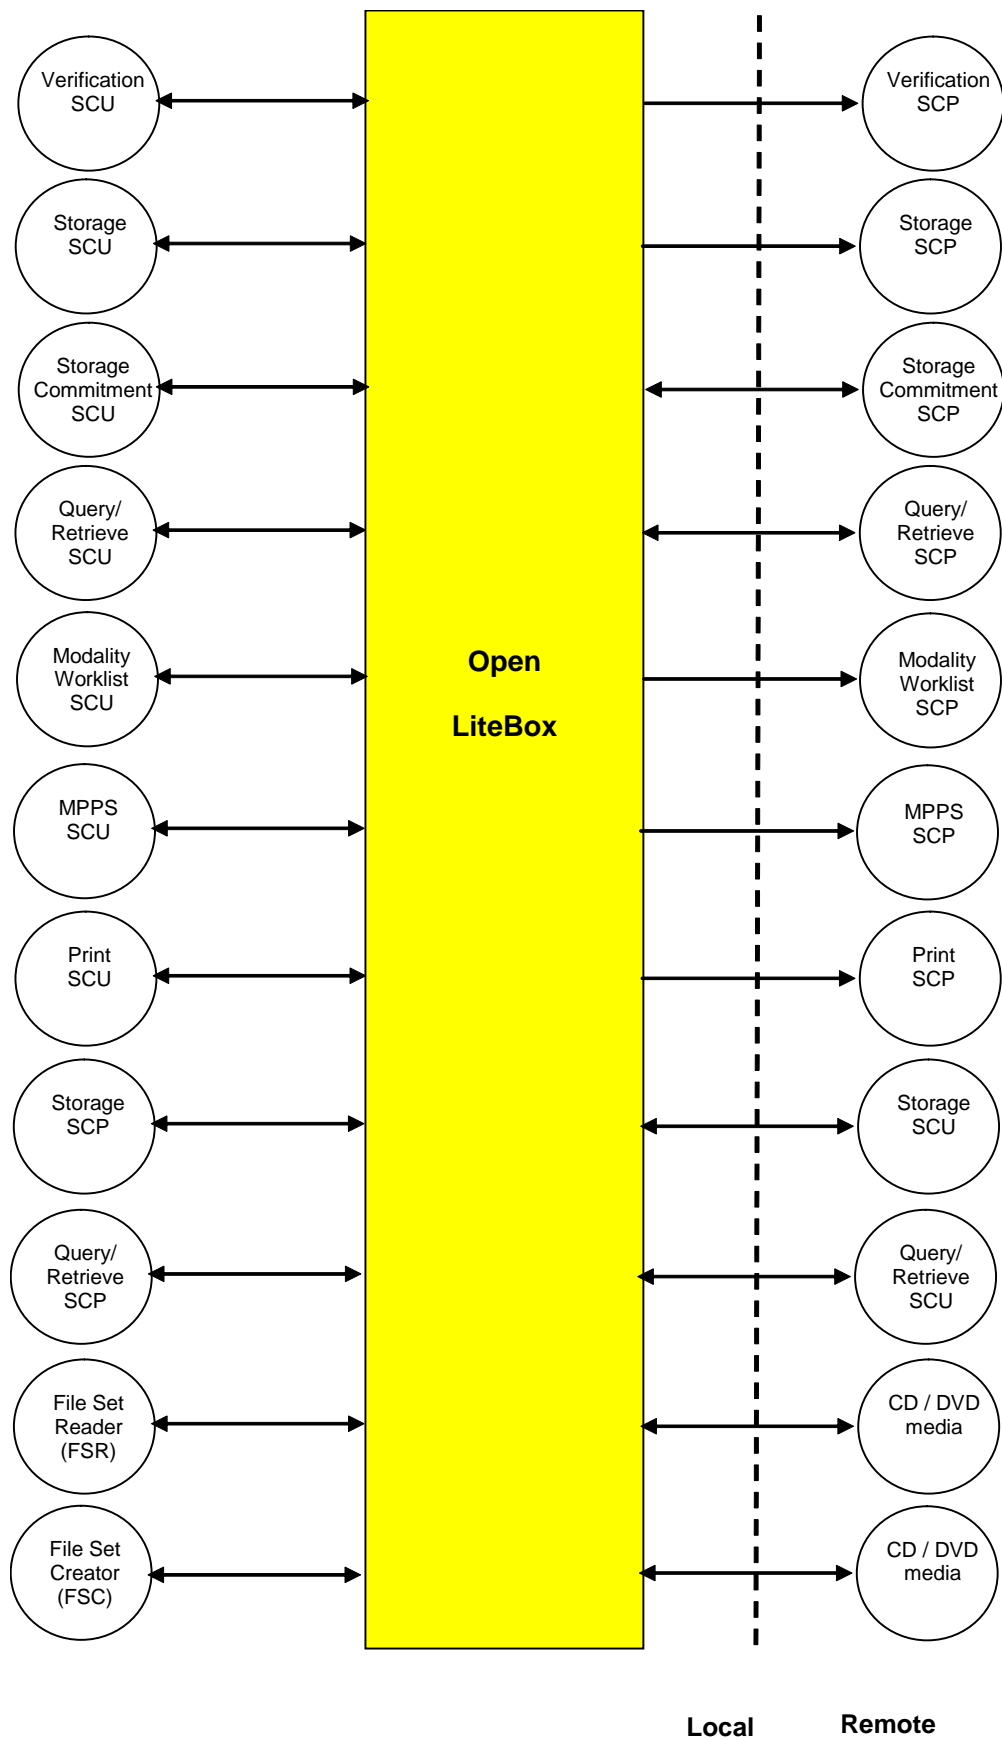 Verification
SCU
Verification
SCP
Storage
SCU
Storage
SCP
Storage
Commitment
SCU
Storage
Commitment
SCP
Query/
Retrieve
SCU
Query/
Retrieve
SCP
Open
LiteBox
Modality
Worklist
SCU
Modality
Worklist
SCP
MPPS
SCU
MPPS
SCP
Print
SCU
Print
SCP
Storage
SCP
Storage
SCU
Query/
Retrieve
SCP
Query/
Retrieve
SCU
File Set
Reader
(FSR)
CD / DVD
media
File Set
Creator
(FSC)
CD / DVD
media
Local
Remote